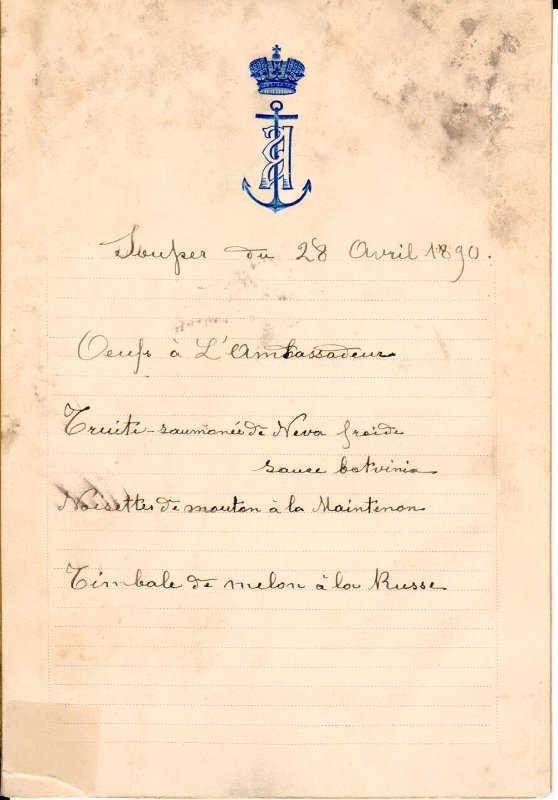 Souper du 28 Avril 1890.
Oeufs à L'Ambassadeur
Truite-saumonée de Neva froide
sauce botvinia
Noisettes de mouton à la Maintenon
Timbale de melon à la Russe